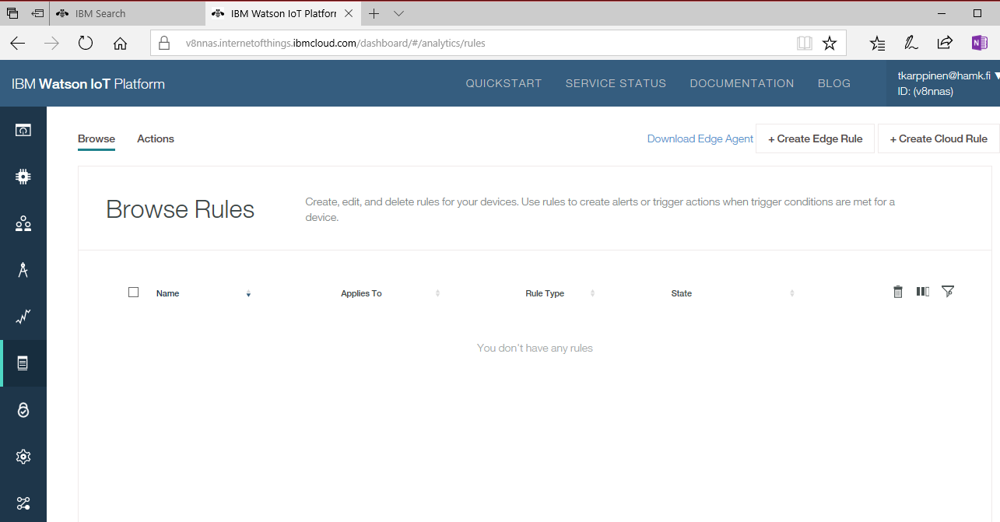 IBM Search
IBM Watson IoT Platforr
v8nnas.internetofthings.ibmcloud.com/dashboard/#/analytics/rules
IBM Watson IoT Platform
QUICKSTART SERVICE STATUS DOCUMENTATION BLOG
tkarppinen@hamk.fi
ID: (v8nnas)
Browse Actions
Download Edge Agent + Create Edge Rule + Create Cloud Rule
Browse Rules
Create, edit, and delete rules for your devices. Use rules to create alerts or trigger actions when trigger conditions are met for a
device.
Name Applies To Rule Type State
You don't have any rules